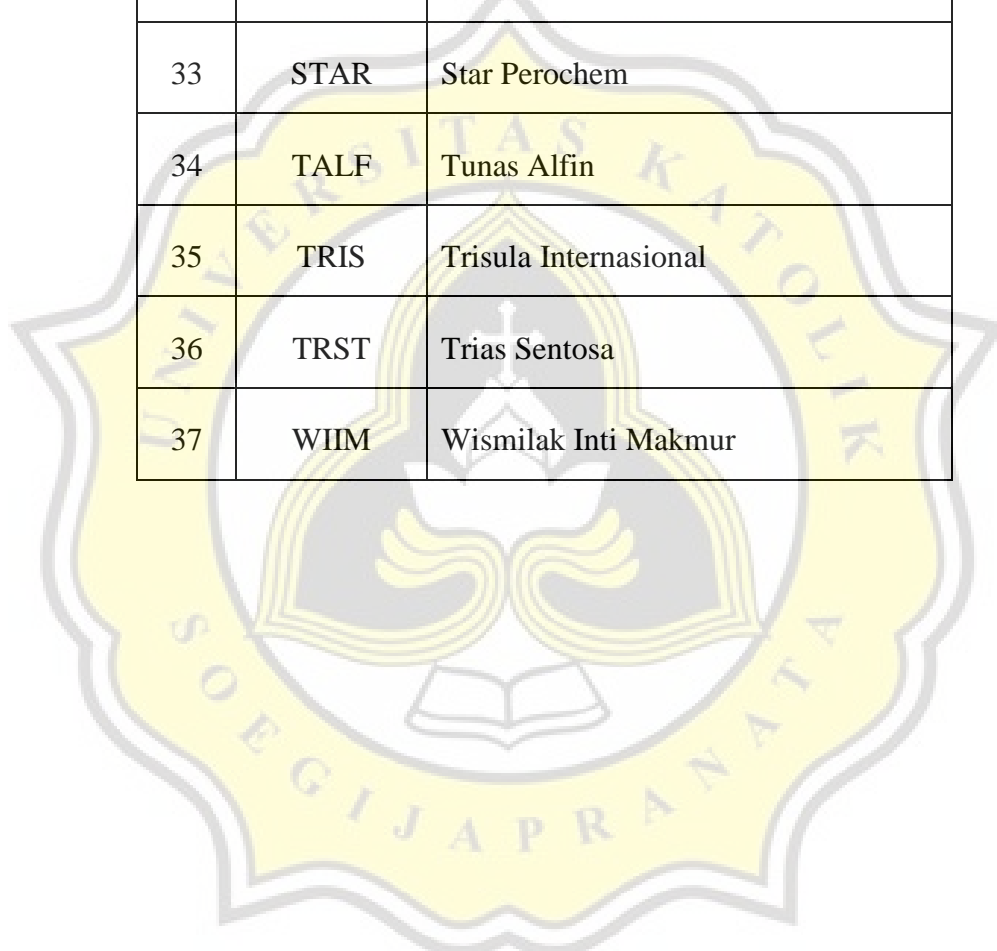 33 STAR Star Perochem
34 TALF Tunas Alfin
35 TRIS Trisula Internasional
36 TRST Trias Sentosa
37 WIIM Wismilak Inti Makmur
UNIVERSITAS KATOLIK
SOEGIJAPRANATA